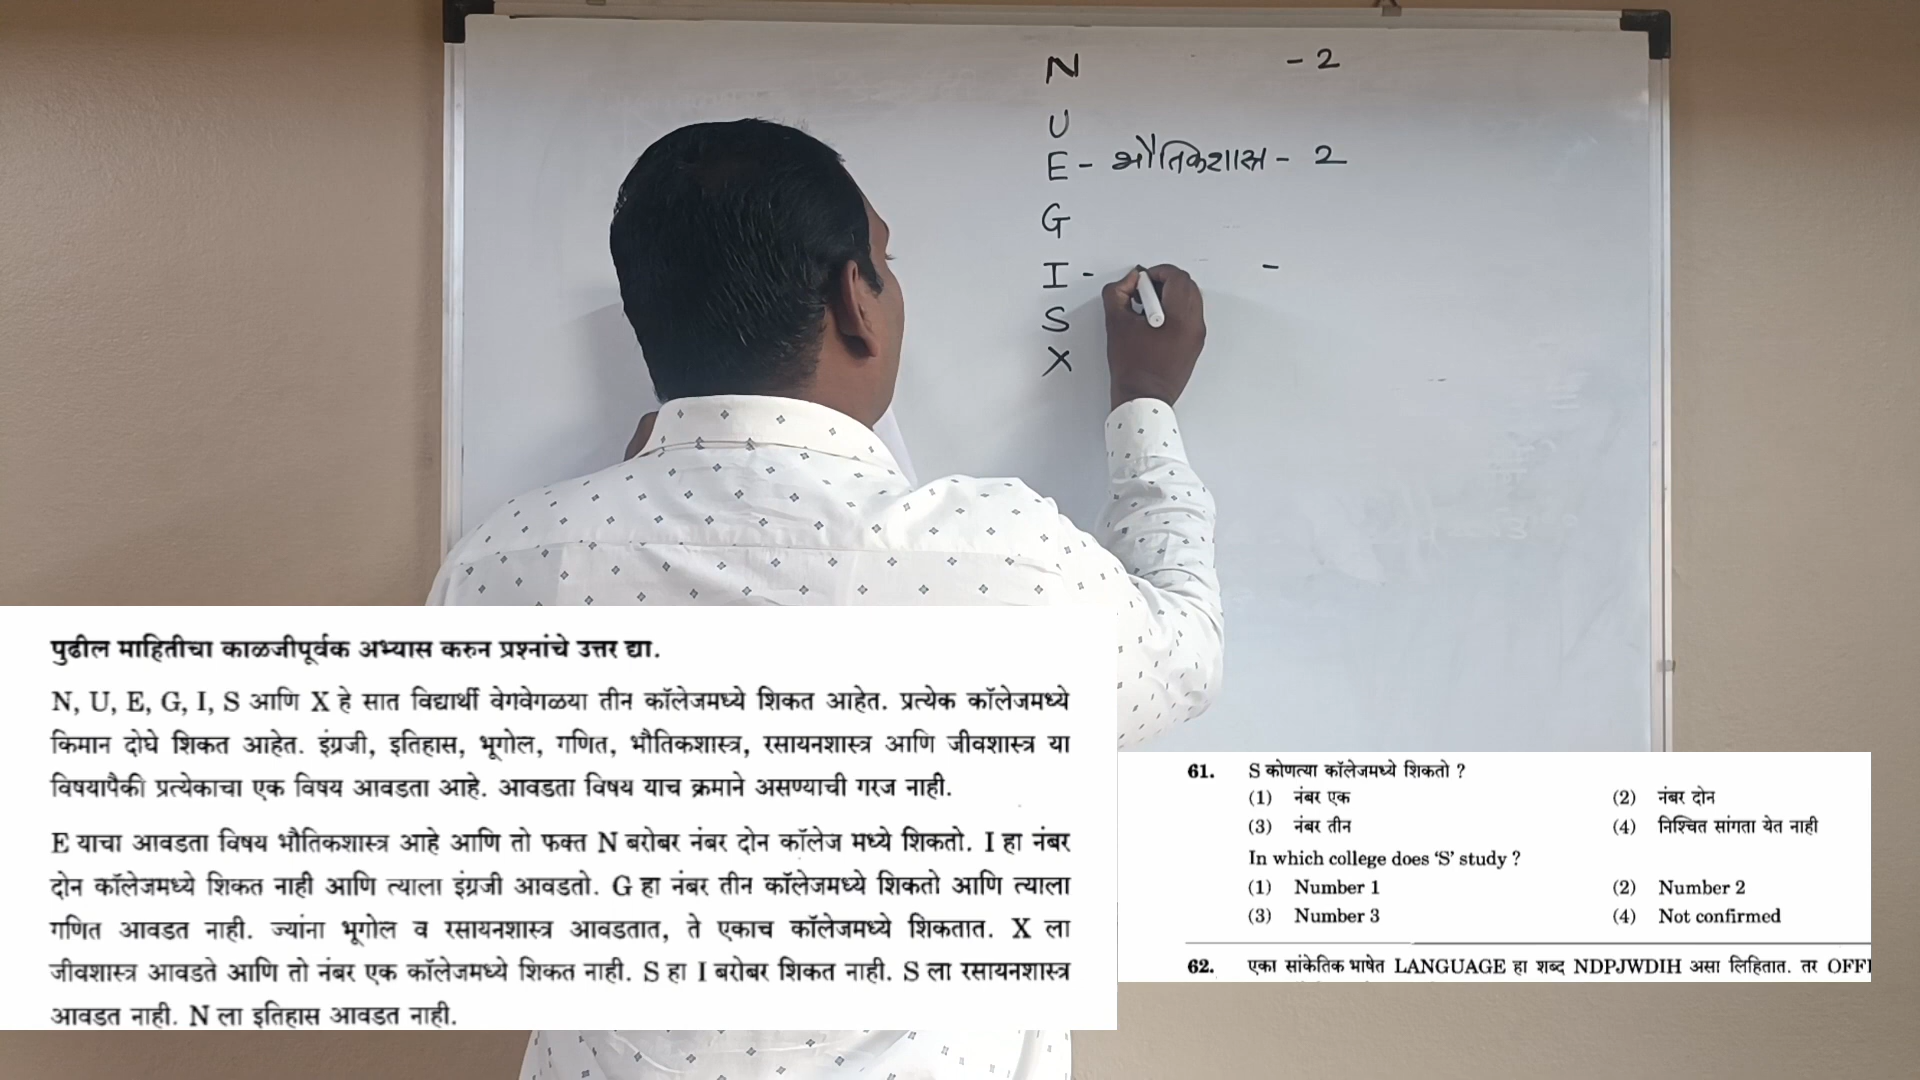 N - 2
U
E - भौतिकशास्त्र - 2
G
I - -
S
X
पुढील माहितीचा काळजीपूर्वक अभ्यास करुन प्रश्नांचे उत्तर द्या.
N, U, E, G, I, S आणि X हे सात विद्यार्थी वेगवेगळया तीन कॉलेजमध्ये शिकत आहेत. प्रत्येक कॉलेजमध्ये
किमान दोघे शिकत आहेत. इंग्रजी, इतिहास, भूगोल, गणित, भौतिकशास्त्र, रसायनशास्त्र आणि जीवशास्त्र या
विषयापैकी प्रत्येकाचा एक विषय आवडता आहे. आवडता विषय याच क्रमाने असण्याची गरज नाही.
E याचा आवडता विषय भौतिकशास्त्र आहे आणि तो फक्त N बरोबर नंबर दोन कॉलेज मध्ये शिकतो. I हा नंबर
दोन कॉलेजमध्ये शिकत नाही आणि त्याला इंग्रजी आवडतो. G हा नंबर तीन कॉलेजमध्ये शिकतो आणि त्याला
गणित आवडत नाही. ज्यांना भूगोल व रसायनशास्त्र आवडतात, ते एकाच कॉलेजमध्ये शिकतात. X ला
जीवशास्त्र आवडते आणि तो नंबर एक कॉलेजमध्ये शिकत नाही. S हा I बरोबर शिकत नाही. S ला रसायनशास्त्र
आवडत नाही. N ला इतिहास आवडत नाही.
61. S कोणत्या कॉलेजमध्ये शिकतो ?
(1) नंबर एक (2) नंबर दोन
(3) नंबर तीन (4) निश्चित सांगता येत नाही
In which college does ‘S’ study ?
(1) Number 1 (2) Number 2
(3) Number 3 (4) Not confirmed
62. एका सांकेतिक भाषेत LANGUAGE हा शब्द NDPJWDIH असा लिहितात. तर